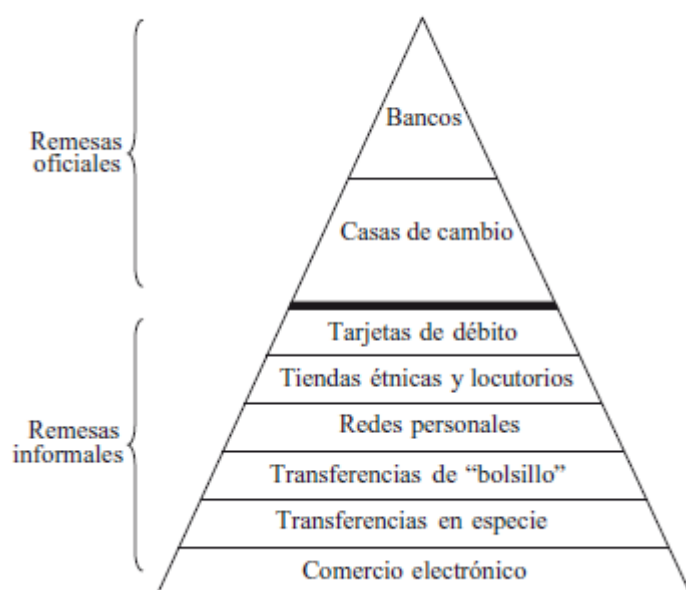 Remesas
oficiales
Bancos
Casas de cambio
Remesas
informales
Tarjetas de débito
Tiendas étnicas y locutorios
Redes personales
Transferencias de “bolsillo”
Transferencias en especie
Comercio electrónico